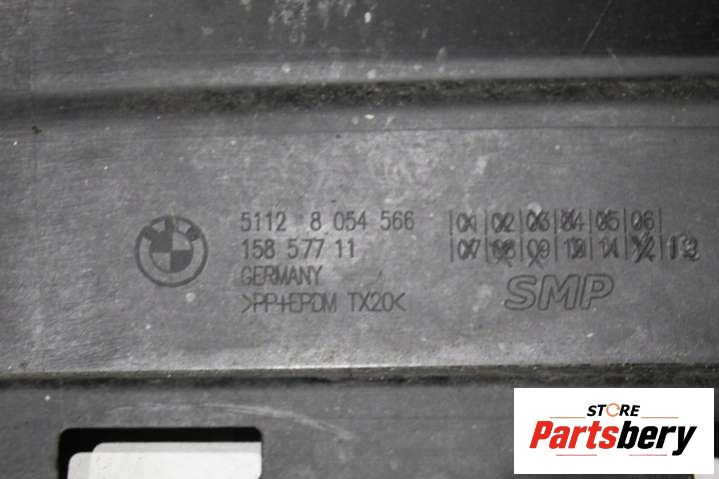 5112 8 054 566
158 577 11
GERMANY
>PP+EPDM TX20<
01 02 03 04 05 06
07 08 09 10 11 12 13
SMP
STORE
Partsbery